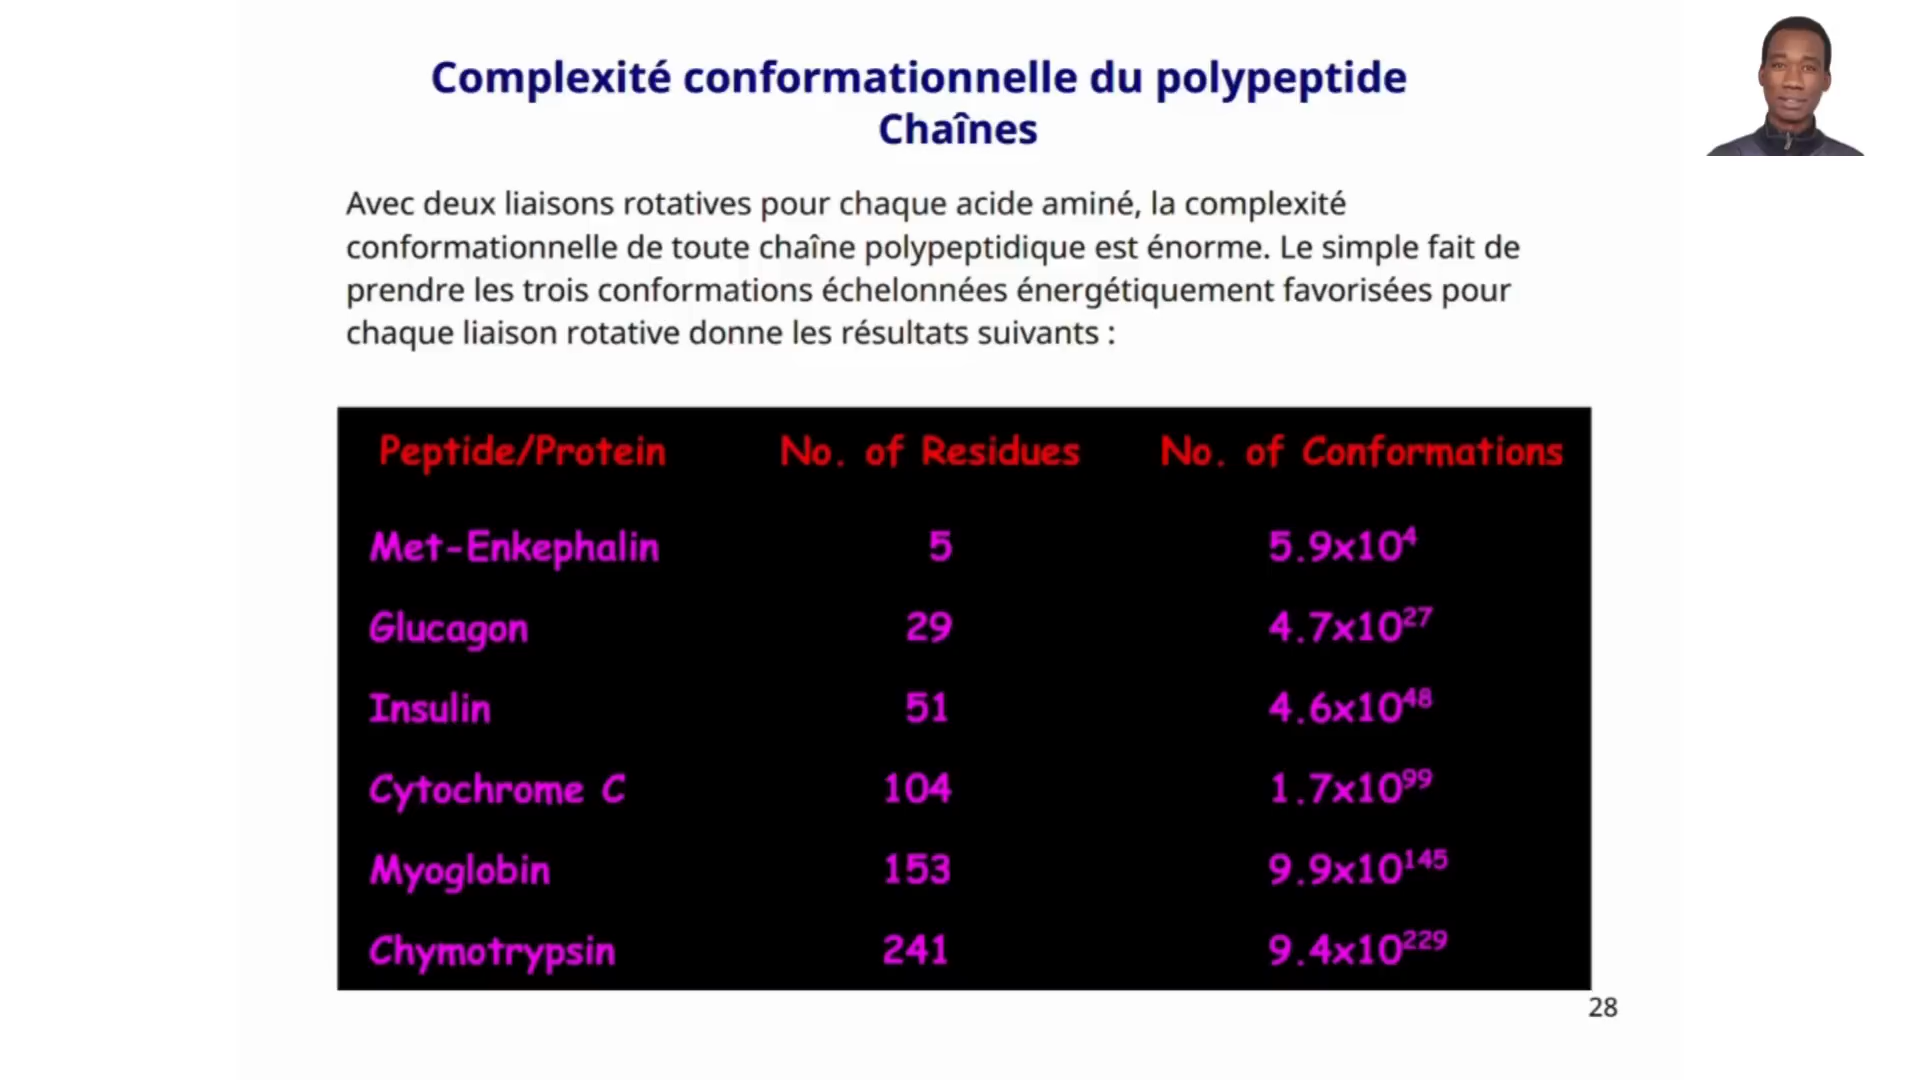 Complexité conformationnelle du polypeptide
Chaînes
Avec deux liaisons rotatives pour chaque acide aminé, la complexité
conformationnelle de toute chaîne polypeptidique est énorme. Le simple fait de
prendre les trois conformations échelonnées énergétiquement favorisées pour
chaque liaison rotative donne les résultats suivants :
Peptide/Protein No. of Residues No. of Conformations
Met-Enkephalin 5 5.9x10⁴
Glucagon 29 4.7x10²⁷
Insulin 51 4.6x10⁴⁸
Cytochrome C 104 1.7x10⁹⁹
Myoglobin 153 9.9x10¹⁴⁵
Chymotrypsin 241 9.4x10²²⁹
28